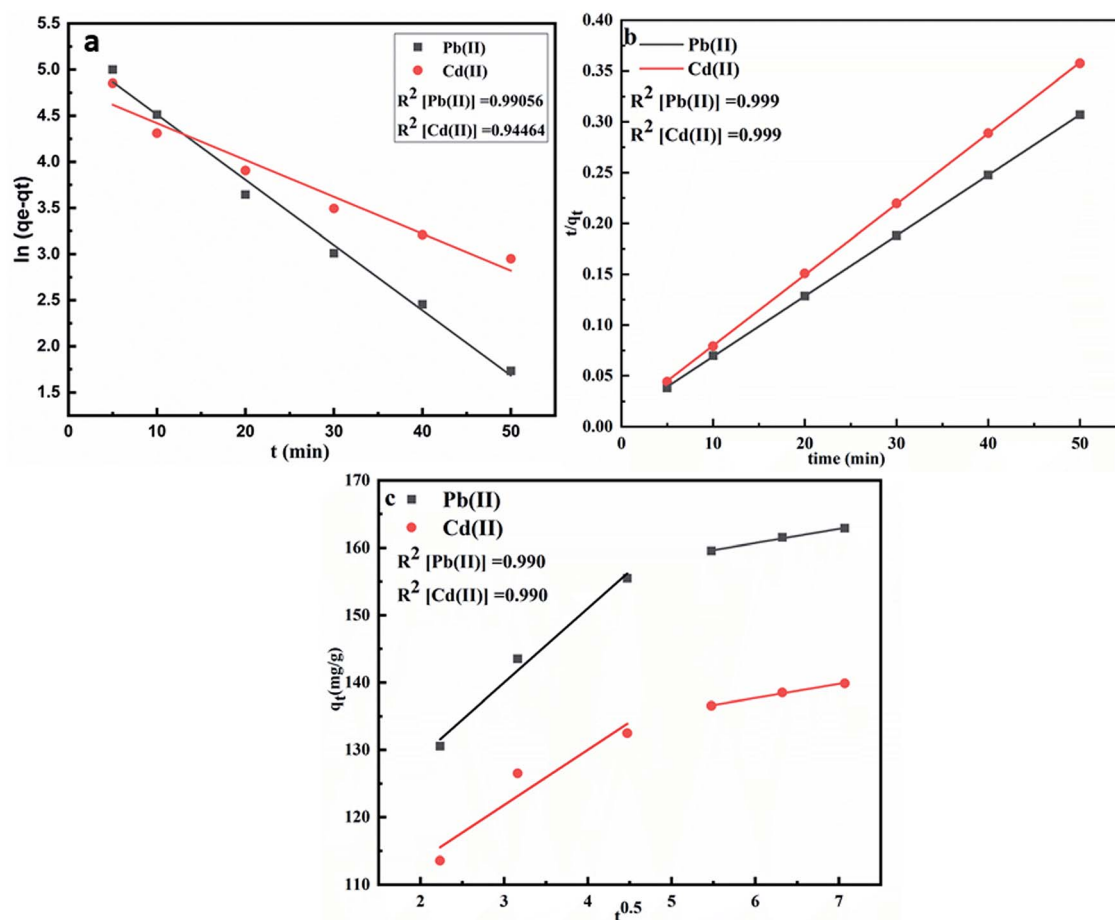 a
Pb(II)
Cd(II)
R² [Pb(II)] =0.99056
R² [Cd(II)] =0.94464
5.0
4.5
4.0
3.5
3.0
2.5
2.0
1.5
ln (qe-qt)
0 10 20 30 40 50
t (min)
b
Pb(II)
Cd(II)
R² [Pb(II)] =0.999
R² [Cd(II)] =0.999
0.40
0.35
0.30
0.25
0.20
0.15
0.10
0.05
0.00
t/qt
0 10 20 30 40 50
time (min)
c
Pb(II)
Cd(II)
R² [Pb(II)] =0.990
R² [Cd(II)] =0.990
170
160
150
140
130
120
110
qt(mg/g)
2 3 4 5 6 7
t^0.5